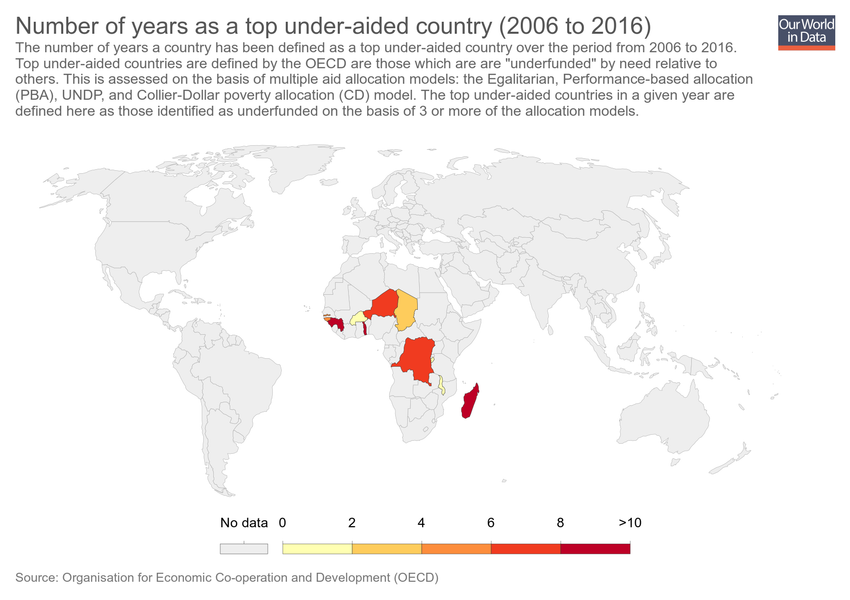 Number of years as a top under-aided country (2006 to 2016)
Our World
in Data
The number of years a country has been defined as a top under-aided country over the period from 2006 to 2016.
Top under-aided countries are defined by the OECD are those which are are "underfunded" by need relative to
others. This is assessed on the basis of multiple aid allocation models: the Egalitarian, Performance-based allocation
(PBA), UNDP, and Collier-Dollar poverty allocation (CD) model. The top under-aided countries in a given year are
defined here as those identified as underfunded on the basis of 3 or more of the allocation models.
No data 0 2 4 6 8 >10
Source: Organisation for Economic Co-operation and Development (OECD)